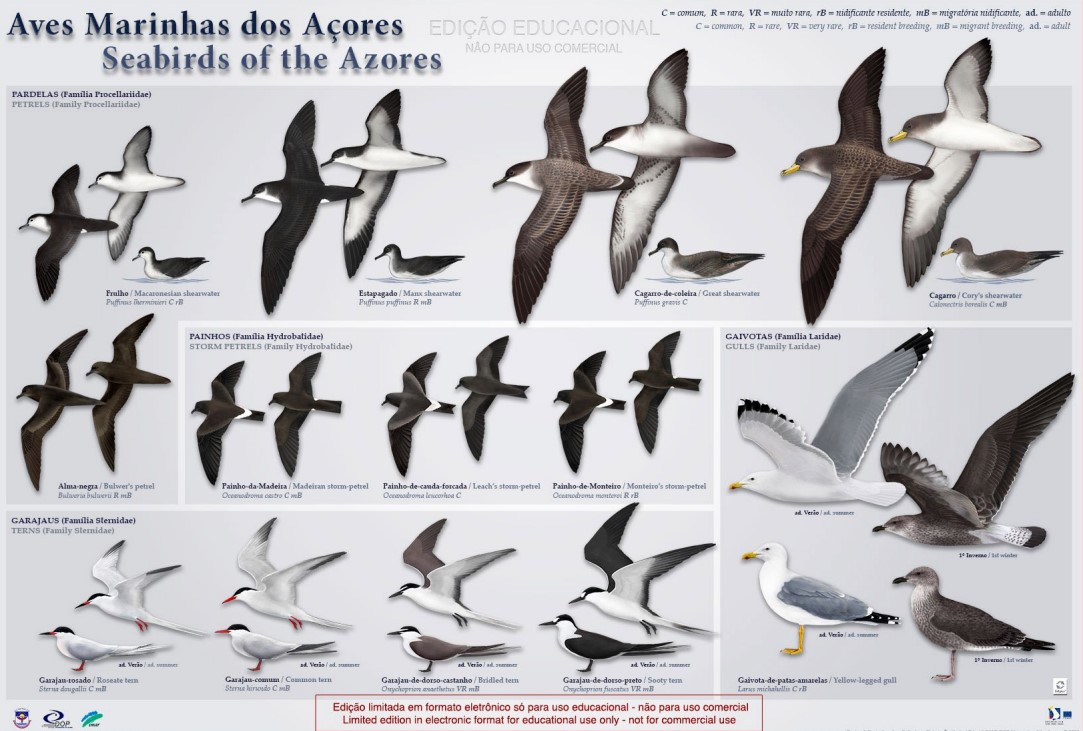 Aves Marinhas dos Açores
Seabirds of the Azores
EDIÇÃO EDUCACIONAL
NÃO PARA USO COMERCIAL
C = comum, R = rara, VR = muito rara, rB = nidificante residente, mB = migratória nidificante, ad. = adulto
C = common, R = rare, VR = very rare, rB = resident breeding, mB = migrant breeding, ad. = adult
PARDELAS (Família Procellariidae)
PETRELS (Family Procellariidae)
Frulho / Macaronesian shearwater
Puffinus lherminieri C rB
Estapagado / Manx shearwater
Puffinus puffinus R mB
Cagarro-de-coleira / Great shearwater
Puffinus gravis C
Cagarro / Cory's shearwater
Calonectris borealis C mB
Alma-negra / Bulwer's petrel
Bulweria bulwerii R mB
PAINHOS (Família Hydrobatidae)
STORM PETRELS (Family Hydrobatidae)
Painho-da-Madeira / Madeiran storm-petrel
Oceanodroma castro C mB
Painho-de-cauda-forcada / Leach's storm-petrel
Oceanodroma leucorhoa C
Painho-de-Monteiro / Monteiro's storm-petrel
Oceanodroma monteroi R rB
GAIVOTAS (Família Laridae)
GULLS (Family Laridae)
ad. Verão / ad. summer
1º Inverno / 1st winter
ad. Verão / ad. summer
1º Inverno / 1st winter
Gaivota-de-patas-amarelas / Yellow-legged gull
Larus michahellis C rB
GARAJAUS (Família Sternidae)
TERNS (Family Sternidae)
ad. Verão / ad. summer
Garajau-rosado / Roseate tern
Sterna dougallii C mB
ad. Verão / ad. summer
Garajau-comum / Common tern
Sterna hirundo C mB
ad. Verão / ad. summer
Garajau-de-dorso-castanho / Bridled tern
Onychoprion anaethetus VR mB
ad. Verão / ad. summer
Garajau-de-dorso-preto / Sooty tern
Onychoprion fuscatus VR mB
Edição limitada em formato eletrônico só para uso educacional - não para uso comercial
Limited edition in electronic format for educational use only - not for commercial use